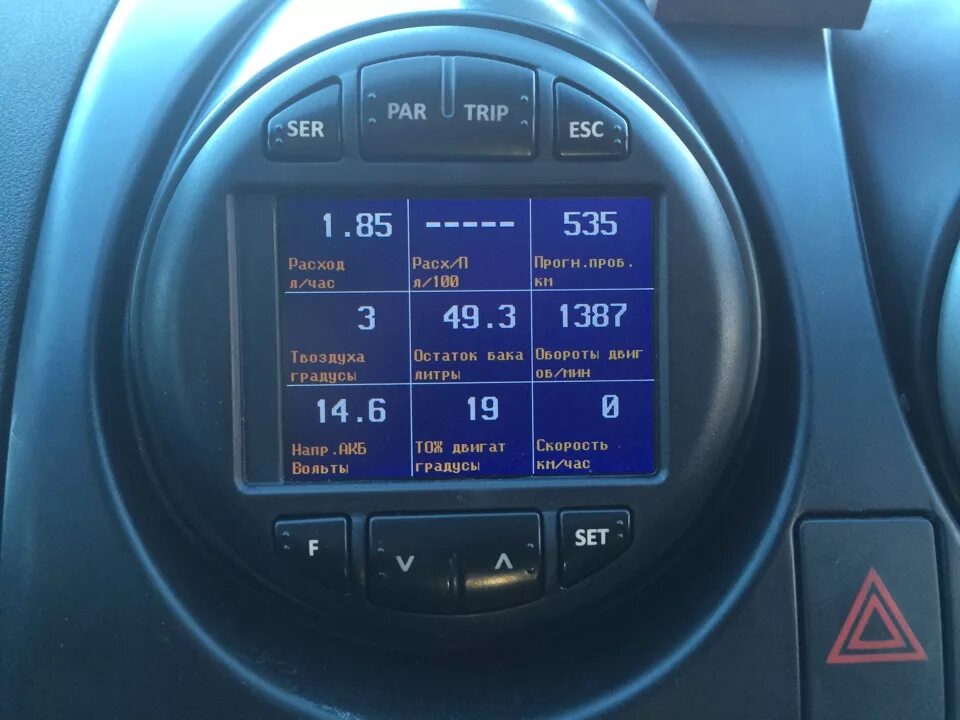 SER
PAR TRIP
ESC
1.85
-----
535
Расход
л/час
Расх/П
л/100
Прогн.проб.
км
3
49.3
1387
Твоздуха
градусы
Остаток бака
литры
Обороты двиг
об/мин
14.6
19
0
Напр.АКБ
Вольты
ТОЖ двигат
градусы
Скорость
км/час
F
SET